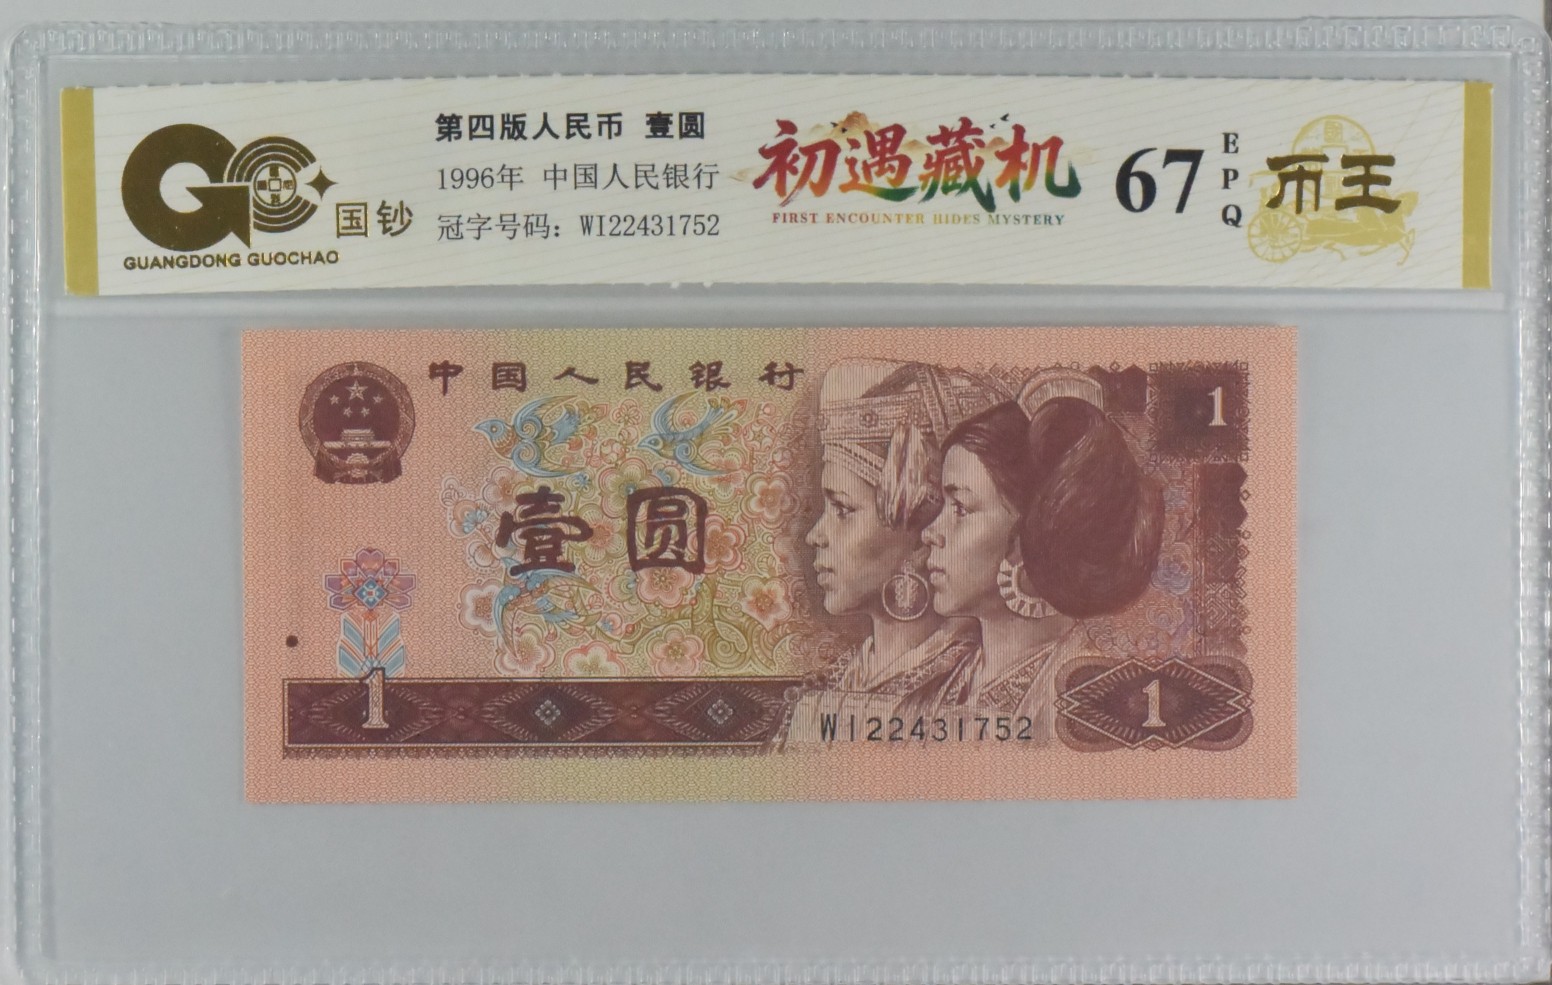 GUANGDONG GUOCHAO
国钞
第四版人民币 壹圆
1996年 中国人民银行
冠字号码：WI22431752
初遇藏机
FIRST ENCOUNTER HIDES MYSTERY
67
EPQ
币王
中国人民银行
1
壹圆
1
WI22431752
1